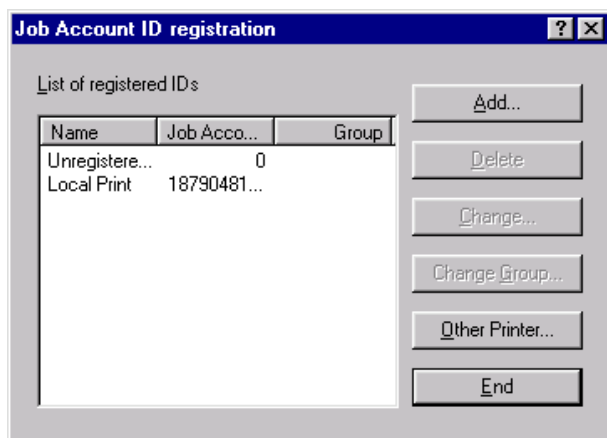 Job Account ID registration
List of registered IDs
Name Job Acco... Group
Unregistere... 0
Local Print 18790481...
Add...
Delete
Change...
Change Group...
Other Printer...
End